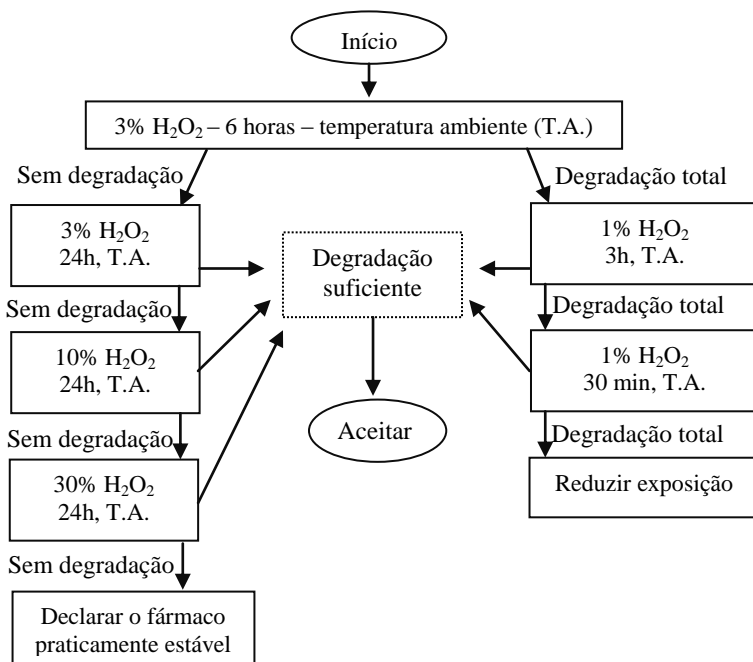 Início
3% H₂O₂ – 6 horas – temperatura ambiente (T.A.)
Sem degradação
Degradação total
3% H₂O₂
24h, T.A.
Degradação
suficiente
1% H₂O₂
3h, T.A.
Sem degradação
Degradação total
10% H₂O₂
24h, T.A.
1% H₂O₂
30 min, T.A.
Aceitar
Sem degradação
Degradação total
30% H₂O₂
24h, T.A.
Reduzir exposição
Sem degradação
Declarar o fármaco
praticamente estável